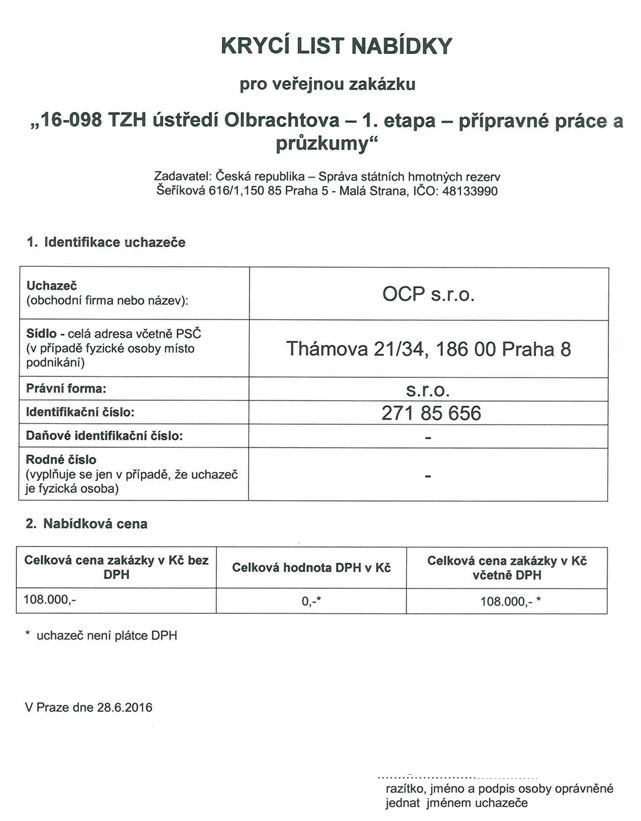 KRYCÍ LIST NABÍDKY
pro veřejnou zakázku
„16-098 TZH ústředí Olbrachtova – 1. etapa – přípravné práce a
průzkumy“
Zadavatel: Česká republika – Správa státních hmotných rezerv
Šeříková 616/1,150 85 Praha 5 - Malá Strana, IČO: 48133990
1. Identifikace uchazeče
Uchazeč
(obchodní firma nebo název):
OCP s.r.o.
Sídlo - celá adresa včetně PSČ
(v případě fyzické osoby místo
podnikání)
Thámova 21/34, 186 00 Praha 8
Právní forma:
s.r.o.
Identifikační číslo:
271 85 656
Daňové identifikační číslo:
-
Rodné číslo
(vyplňuje se jen v případě, že uchazeč
je fyzická osoba)
-
2. Nabídková cena
Celková cena zakázky v Kč bez
DPH
Celková hodnota DPH v Kč
Celková cena zakázky v Kč
včetně DPH
108.000,-
0,-*
108.000,- *
* uchazeč není plátce DPH
V Praze dne 28.6.2016
razítko, jméno a podpis osoby oprávněné
jednat jménem uchazeče